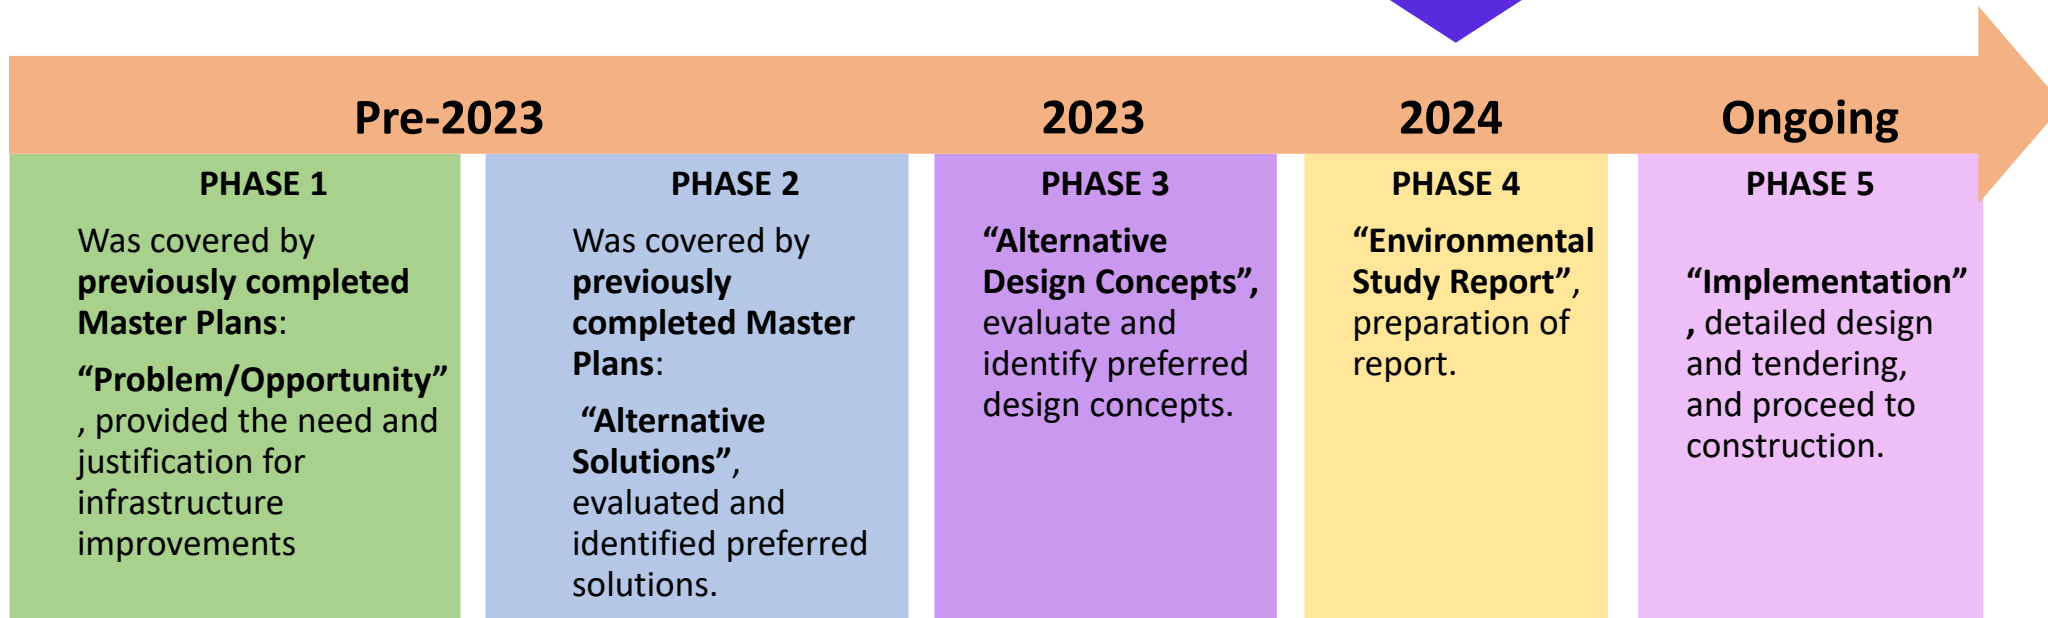 Pre-2023
2023
2024
Ongoing
PHASE 1
Was covered by
previously completed
Master Plans:
“Problem/Opportunity”
, provided the need and
justification for
infrastructure
improvements
PHASE 2
Was covered by
previously
completed Master
Plans:
“Alternative
Solutions”,
evaluated and
identified preferred
solutions.
PHASE 3
“Alternative
Design Concepts”,
evaluate and
identify preferred
design concepts.
PHASE 4
“Environmental
Study Report”,
preparation of
report.
PHASE 5
“Implementation”
, detailed design
and tendering,
and proceed to
construction.